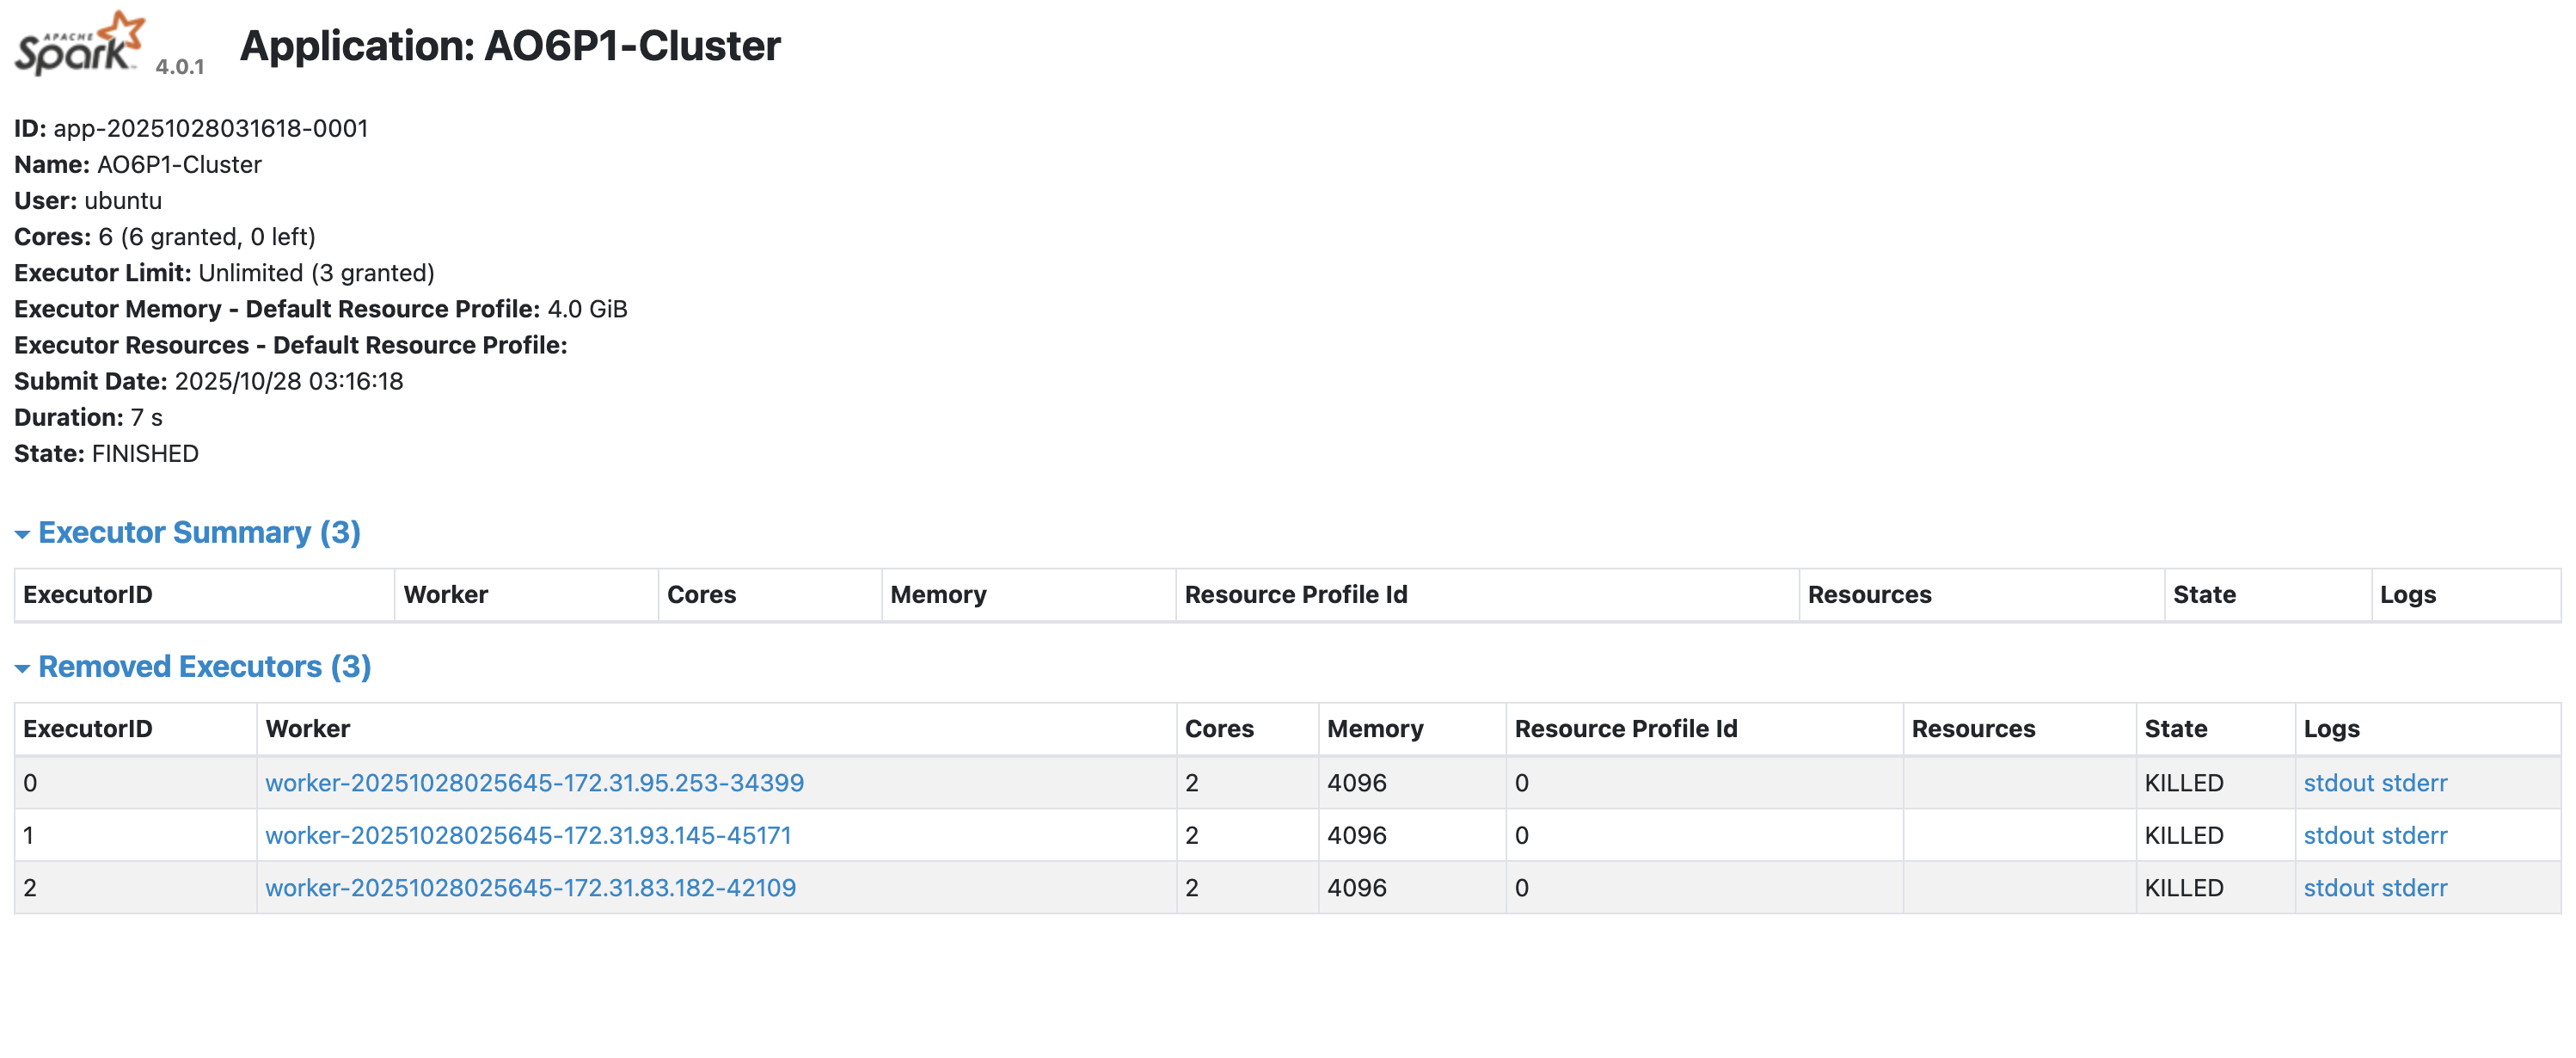 APACHE
Spark 4.0.1 Application: AO6P1-Cluster
ID: app-20251028031618-0001
Name: AO6P1-Cluster
User: ubuntu
Cores: 6 (6 granted, 0 left)
Executor Limit: Unlimited (3 granted)
Executor Memory - Default Resource Profile: 4.0 GiB
Executor Resources - Default Resource Profile:
Submit Date: 2025/10/28 03:16:18
Duration: 7 s
State: FINISHED
Executor Summary (3)
ExecutorID Worker Cores Memory Resource Profile Id Resources State Logs
Removed Executors (3)
ExecutorID Worker Cores Memory Resource Profile Id Resources State Logs
0 worker-20251028025645-172.31.95.253-34399 2 4096 0 KILLED stdout stderr
1 worker-20251028025645-172.31.93.145-45171 2 4096 0 KILLED stdout stderr
2 worker-20251028025645-172.31.83.182-42109 2 4096 0 KILLED stdout stderr